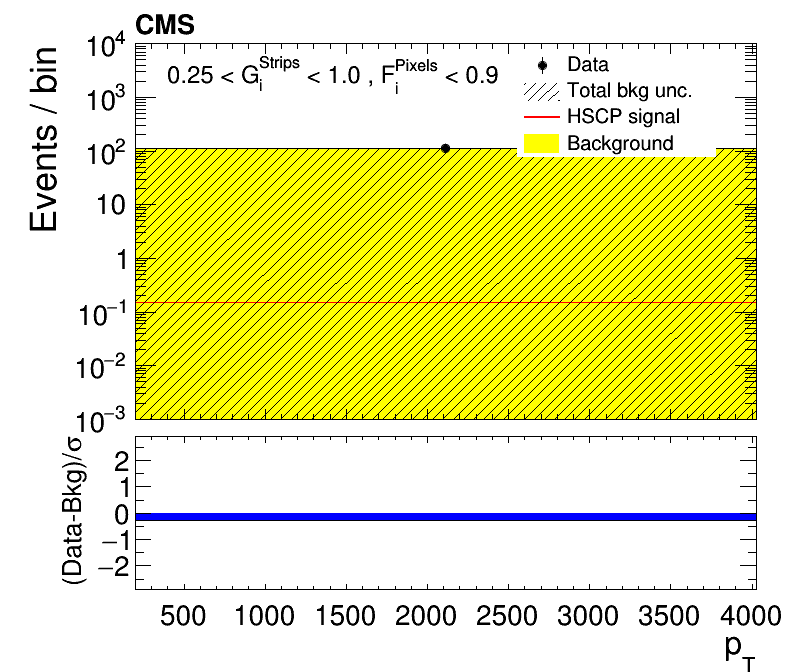 CMS
Events / bin
10⁴
10³
10²
10
1
10⁻¹
10⁻²
10⁻³
0.25 < G_i^Strips < 1.0 , F_i^Pixels < 0.9
Data
Total bkg unc.
HSCP signal
Background
(Data-Bkg)/σ
2
1
0
−1
−2
500 1000 1500 2000 2500 3000 3500 4000
p_T